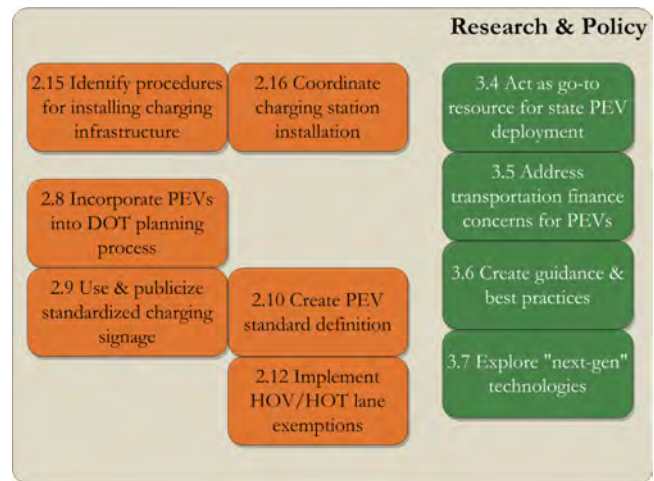 Research & Policy
2.15 Identify procedures
for installing charging
infrastructure
2.16 Coordinate
charging station
installation
3.4 Act as go-to
resource for state PEV
deployment
3.5 Address
transportation finance
concerns for PEVs
2.8 Incorporate PEVs
into DOT planning
process
2.9 Use & publicize
standardized charging
signage
2.10 Create PEV
standard definition
3.6 Create guidance &
best practices
2.12 Implement
HOV/HOT lane
exemptions
3.7 Explore "next-gen"
technologies